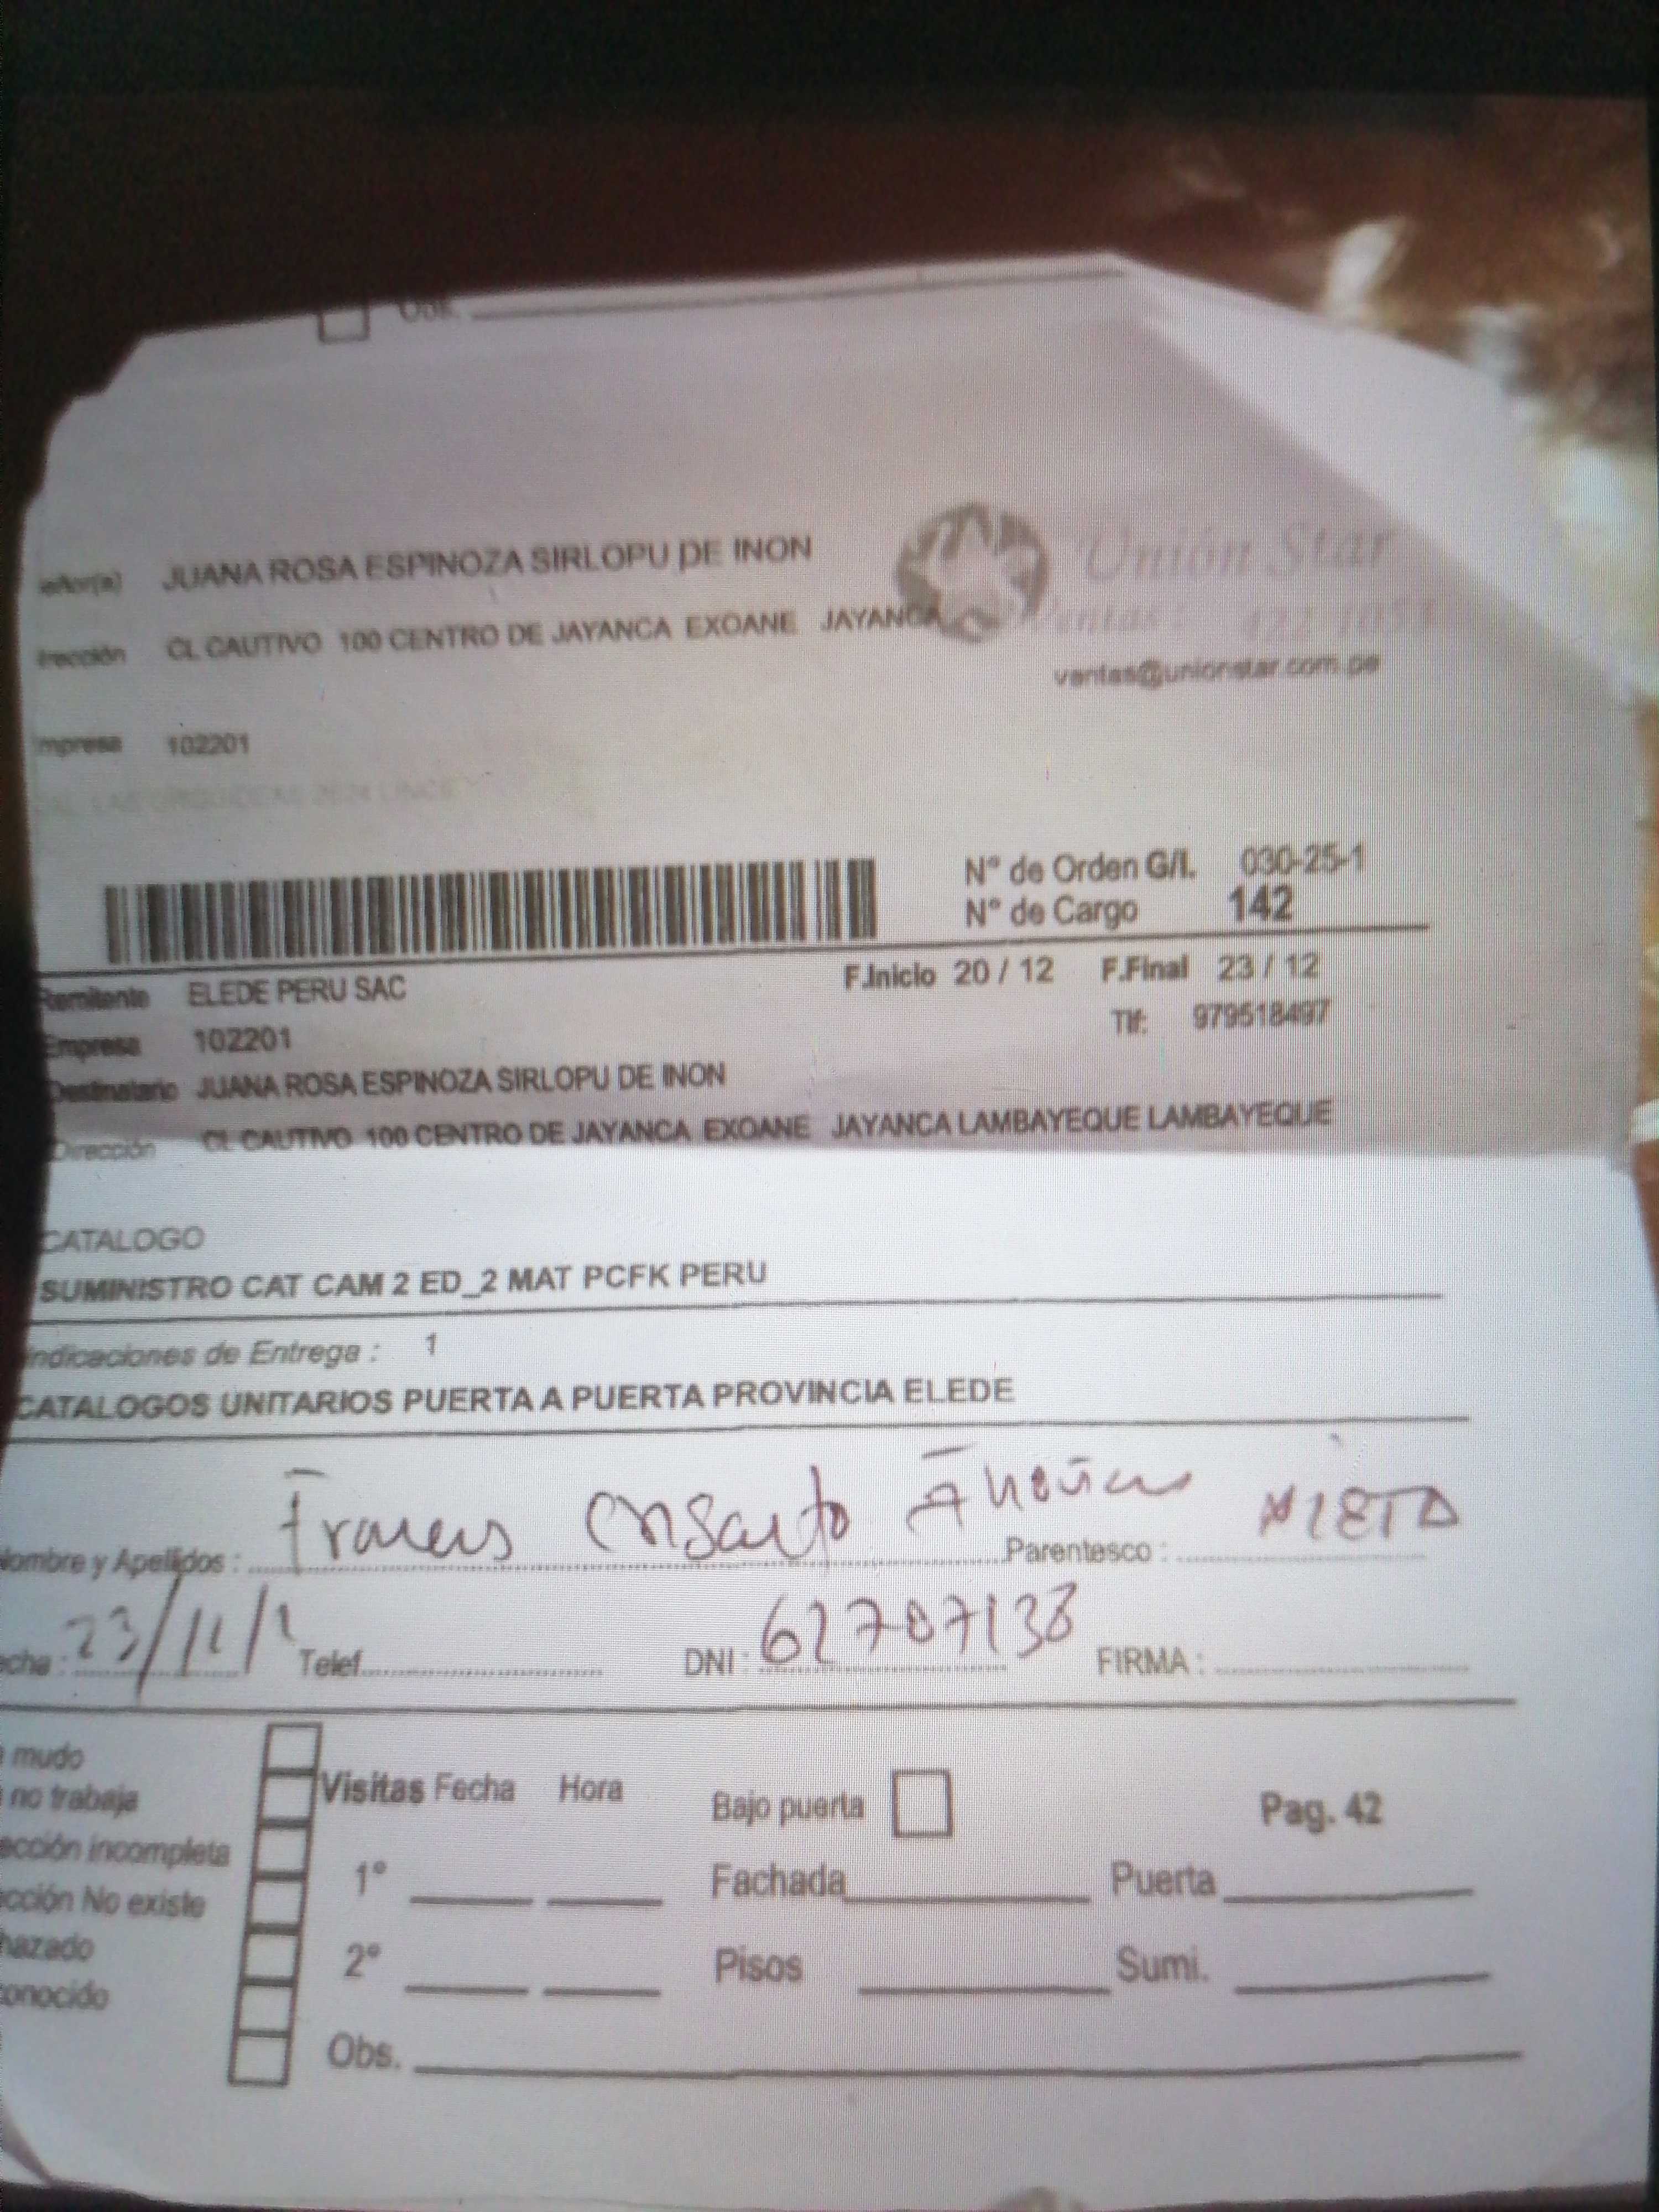 Obs.
eñor(a) JUANA ROSA ESPINOZA SIRLOPU DE INON
irección CL CAUTIVO 100 CENTRO DE JAYANCA EXOANE JAYANCA
Unión Star
Ventas:
ventas@unionstar.com.pe
mpresa 102201
N° de Orden G/I. 030-25-1
N° de Cargo 142
Remitente ELEDE PERU SAC
F.Inicio 20 / 12 F.Final 23 / 12
Empresa 102201
Tlf: 979518497
Destinatario JUANA ROSA ESPINOZA SIRLOPU DE INON
Dirección CL CAUTIVO 100 CENTRO DE JAYANCA EXOANE JAYANCA LAMBAYEQUE LAMBAYEQUE
CATALOGO
SUMINISTRO CAT CAM 2 ED_2 MAT PCFK PERU
Indicaciones de Entrega : 1
CATALOGOS UNITARIOS PUERTA A PUERTA PROVINCIA ELEDE
Nombre y Apellidos : Parentesco : NIETA
echa : 23/11/ Telef. DNI : 62707138 FIRMA :
mudo
no trabaja
Visitas Fecha Hora
Bajo puerta
Pag. 42
ección incompleta
1° Fachada Puerta
cción No existe
hazado
2° Pisos Sumi.
conocido
Obs.